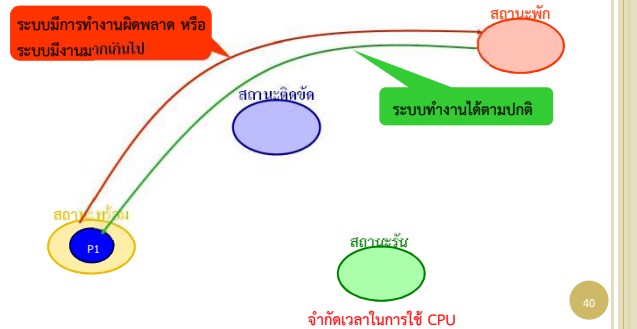 สถานะพัก
ระบบมีการทำงานผิดพลาด หรือ
ระบบมีงานมากเกินไป
สถานะติดขัด
ระบบทำงานได้ตามปกติ
สถานะพร้อม
P1
สถานะรัน
40
จำกัดเวลาในการใช้ CPU